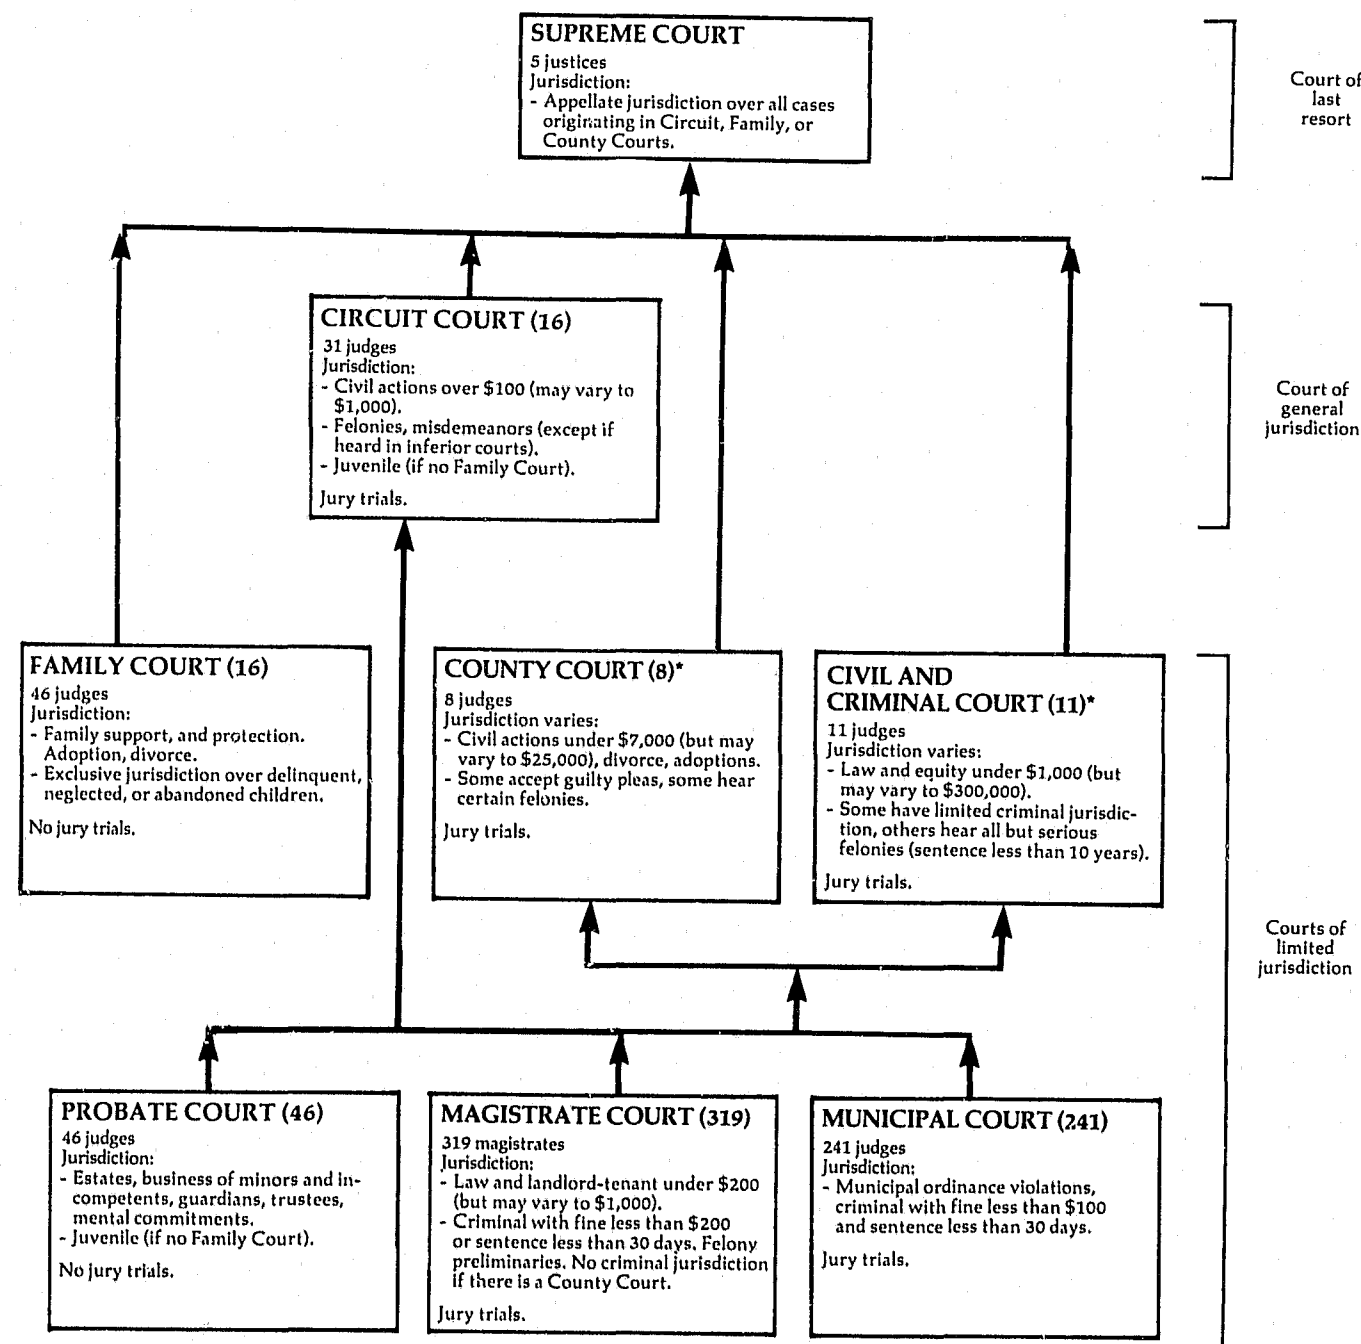 SUPREME COURT
5 justices
Jurisdiction:
- Appellate jurisdiction over all cases
originating in Circuit, Family, or
County Courts.
Court of
last
resort
CIRCUIT COURT (16)
31 judges
Jurisdiction:
- Civil actions over $100 (may vary to
$1,000).
- Felonies, misdemeanors (except if
heard in inferior courts).
- Juvenile (if no Family Court).
Jury trials.
Court of
general
jurisdiction
FAMILY COURT (16)
46 judges
Jurisdiction:
- Family support, and protection.
Adoption, divorce.
- Exclusive jurisdiction over delinquent,
neglected, or abandoned children.
No jury trials.
COUNTY COURT (8)*
8 judges
Jurisdiction varies:
- Civil actions under $7,000 (but may
vary to $25,000), divorce, adoptions.
- Some accept guilty pleas, some hear
certain felonies.
Jury trials.
CIVIL AND
CRIMINAL COURT (11)*
11 judges
Jurisdiction varies:
- Law and equity under $1,000 (but
may vary to $300,000).
- Some have limited criminal jurisdic-
tion, others hear all but serious
felonies (sentence less than 10 years).
Jury trials.
Courts of
limited
jurisdiction
PROBATE COURT (46)
46 judges
Jurisdiction:
- Estates, business of minors and in-
competents, guardians, trustees,
mental commitments.
- Juvenile (if no Family Court).
No jury trials.
MAGISTRATE COURT (319)
319 magistrates
Jurisdiction:
- Law and landlord-tenant under $200
(but may vary to $1,000).
- Criminal with fine less than $200
or sentence less than 30 days. Felony
preliminaries. No criminal jurisdiction
if there is a County Court.
Jury trials.
MUNICIPAL COURT (241)
241 judges
Jurisdiction:
- Municipal ordinance violations,
criminal with fine less than $100
and sentence less than 30 days.
Jury trials.